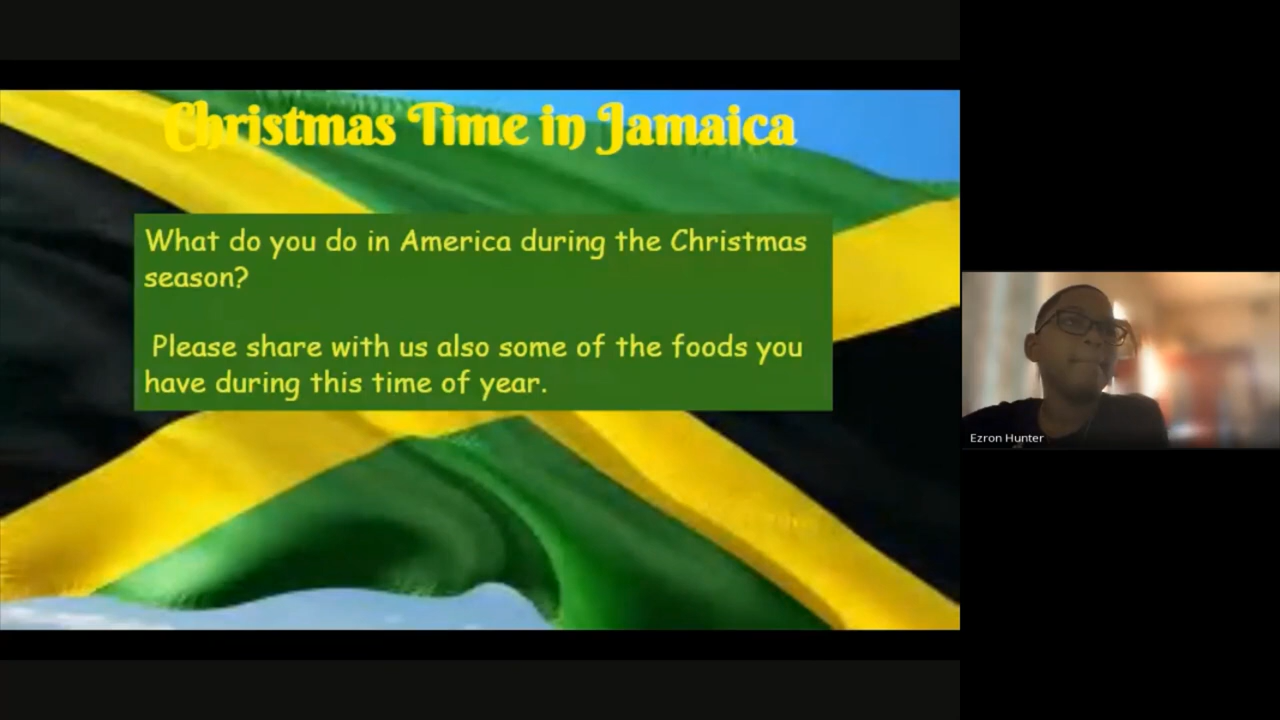 Christmas Time in Jamaica
What do you do in America during the Christmas
season?
Please share with us also some of the foods you
have during this time of year.
Ezron Hunter